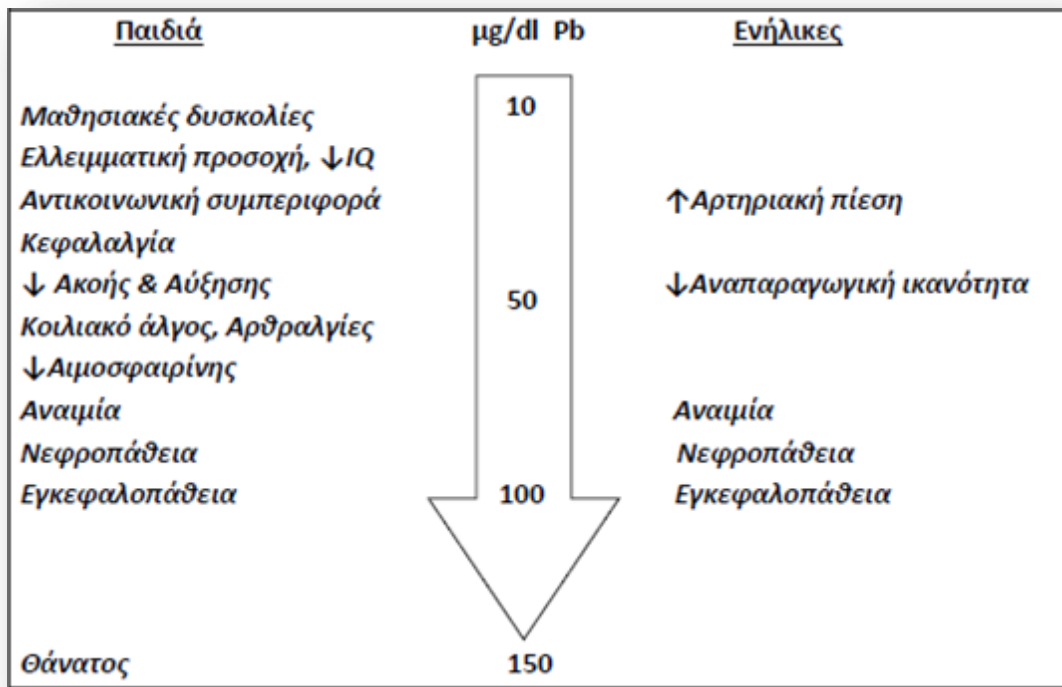 Παιδιά μg/dl Pb Ενήλικες
10
Μαθησιακές δυσκολίες
Ελλειμματική προσοχή, ↓IQ
Αντικοινωνική συμπεριφορά ↑Αρτηριακή πίεση
Κεφαλαλγία
↓ Ακοής & Αύξησης 50 ↓Αναπαραγωγική ικανότητα
Κοιλιακό άλγος, Αρθραλγίες
↓Αιμοσφαιρίνης
Αναιμία Αναιμία
Νεφροπάθεια Νεφροπάθεια
Εγκεφαλοπάθεια 100 Εγκεφαλοπάθεια
Θάνατος 150